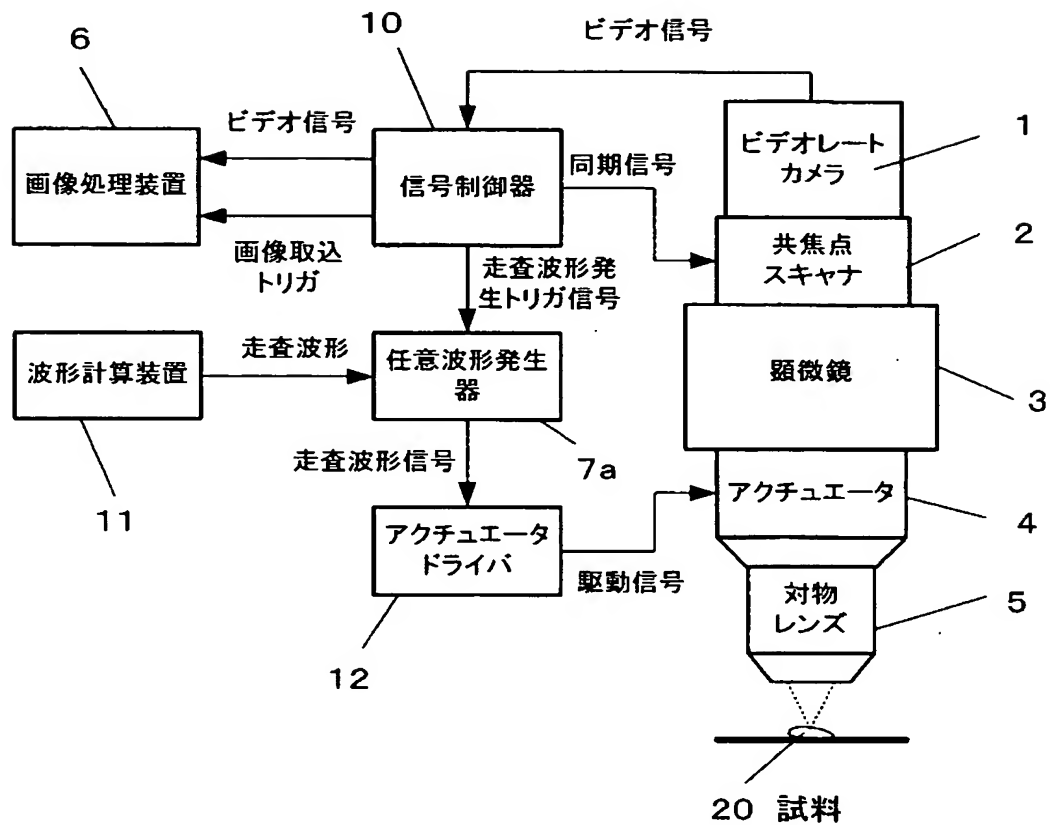 ビデオ信号
6
10
ビデオ信号
ビデオレート
カメラ
1
画像処理装置
信号制御器
同期信号
画像取込
トリガ
共焦点
スキャナ
2
走査波形発
生トリガ信号
波形計算装置
走査波形
任意波形発生
器
顕微鏡
3
7a
走査波形信号
11
アクチュエータ
4
アクチュエータ
ドライバ
駆動信号
対物
レンズ
5
12
20 試料